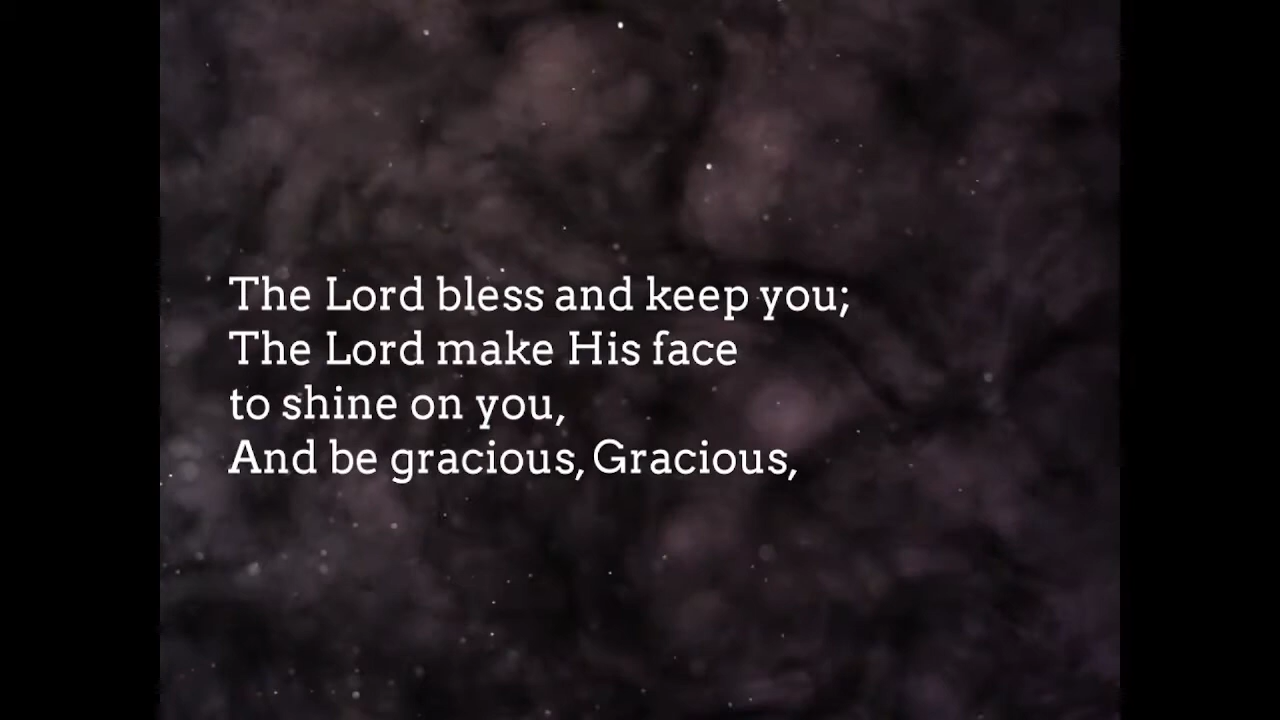 The Lord bless and keep you;
The Lord make His face
to shine on you,
And be gracious, Gracious,